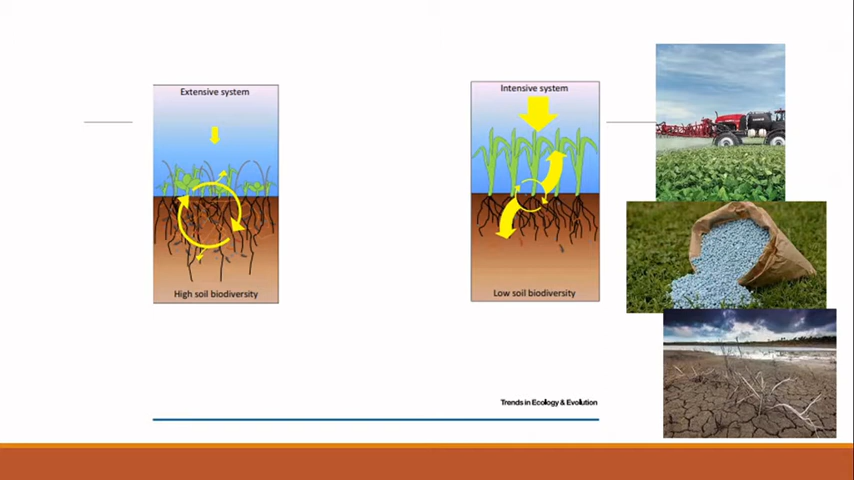 Extensive system
High soil biodiversity
Intensive system
Low soil biodiversity
Trends in Ecology & Evolution